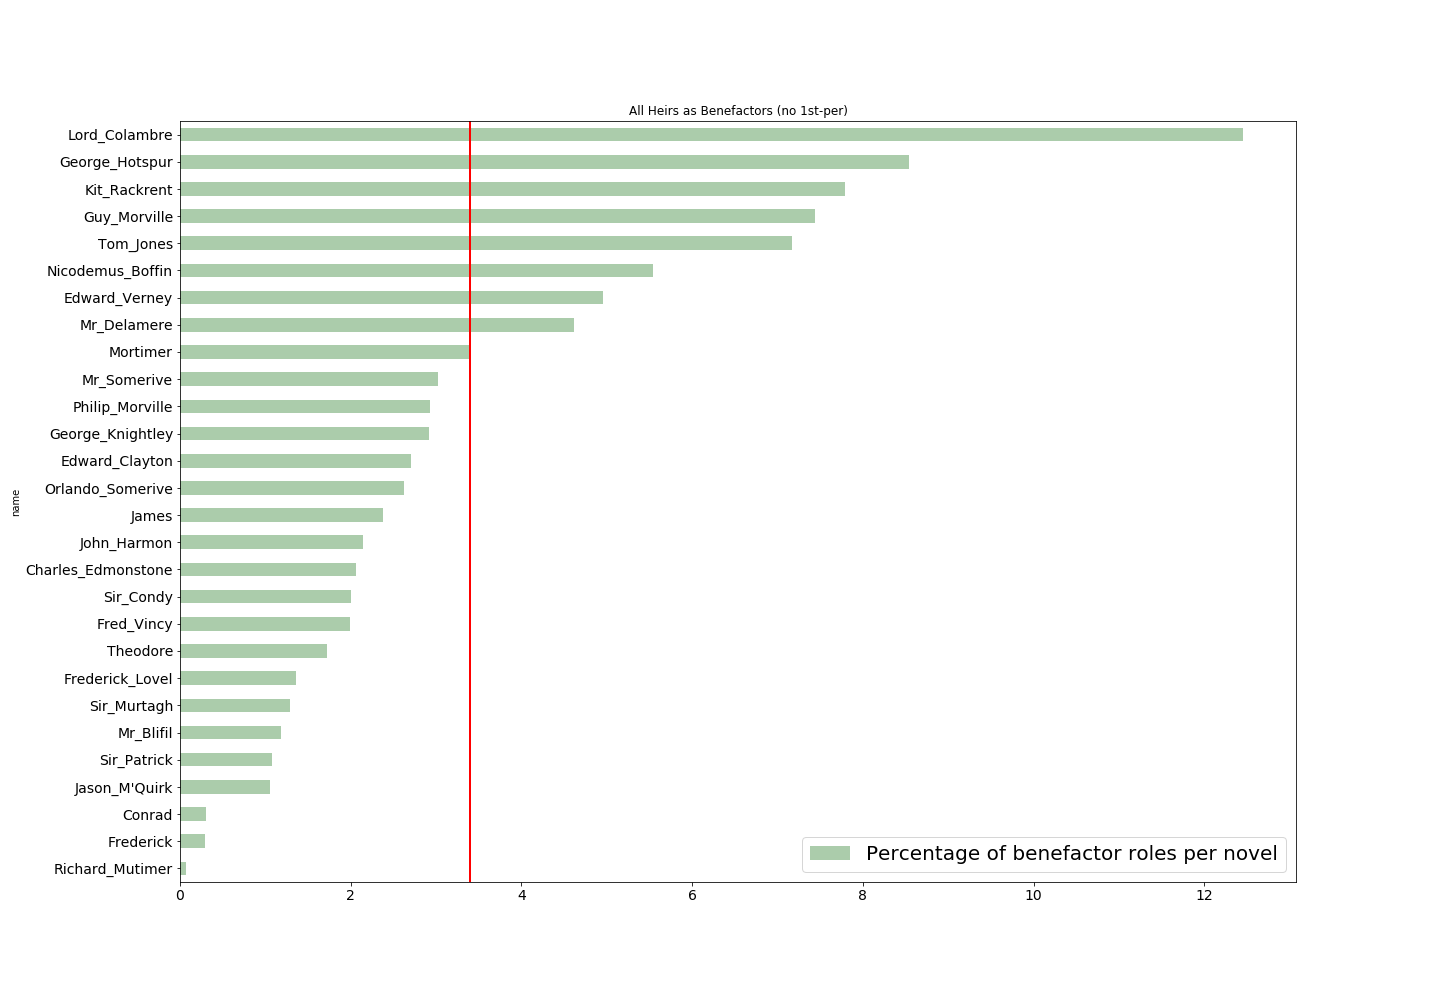 All Heirs as Benefactors (no 1st-per)
Lord_Colambre
George_Hotspur
Kit_Rackrent
Guy_Morville
Tom_Jones
Nicodemus_Boffin
Edward_Verney
Mr_Delamere
Mortimer
Mr_Somerive
Philip_Morville
George_Knightley
Edward_Clayton
Orlando_Somerive
James
John_Harmon
Charles_Edmonstone
Sir_Condy
Fred_Vincy
Theodore
Frederick_Lovel
Sir_Murtagh
Mr_Blifil
Sir_Patrick
Jason_M'Quirk
Conrad
Frederick
Richard_Mutimer
name
Percentage of benefactor roles per novel
0 2 4 6 8 10 12